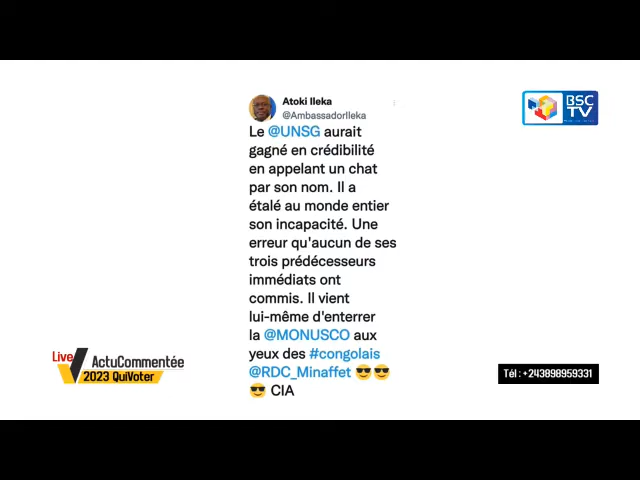 Atoki Ileka
@AmbassadorIleka
Le @UNSG aurait
gagné en crédibilité
en appelant un chat
par son nom. Il a
étalé au monde entier
son incapacité. Une
erreur qu'aucun de ses
trois prédécesseurs
immédiats ont
commis. Il vient
lui-même d'enterrer
la @MONUSCO aux
yeux des #congolais
@RDC_Minaffet 😎😎
😎 CIA
BSC
TV
Live
ActuCommentée
2023 QuiVoter
Tél : +243898959331